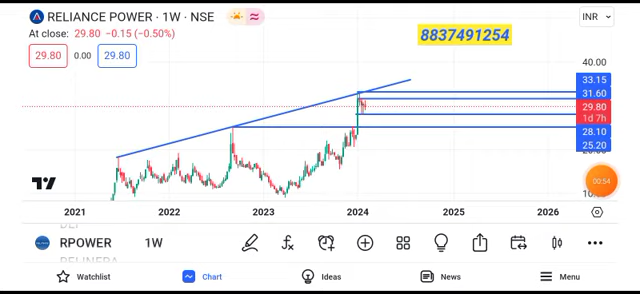 RELIANCE POWER · 1W · NSE
INR
At close: 29.80 −0.15 (−0.50%)
8837491254
29.80 0.00 29.80
40.00
33.15
31.60
29.80
1d 7h
28.10
25.20
00:54
2021 2022 2023 2024 2025 2026
RPOWER 1W
Watchlist Chart Ideas News Menu